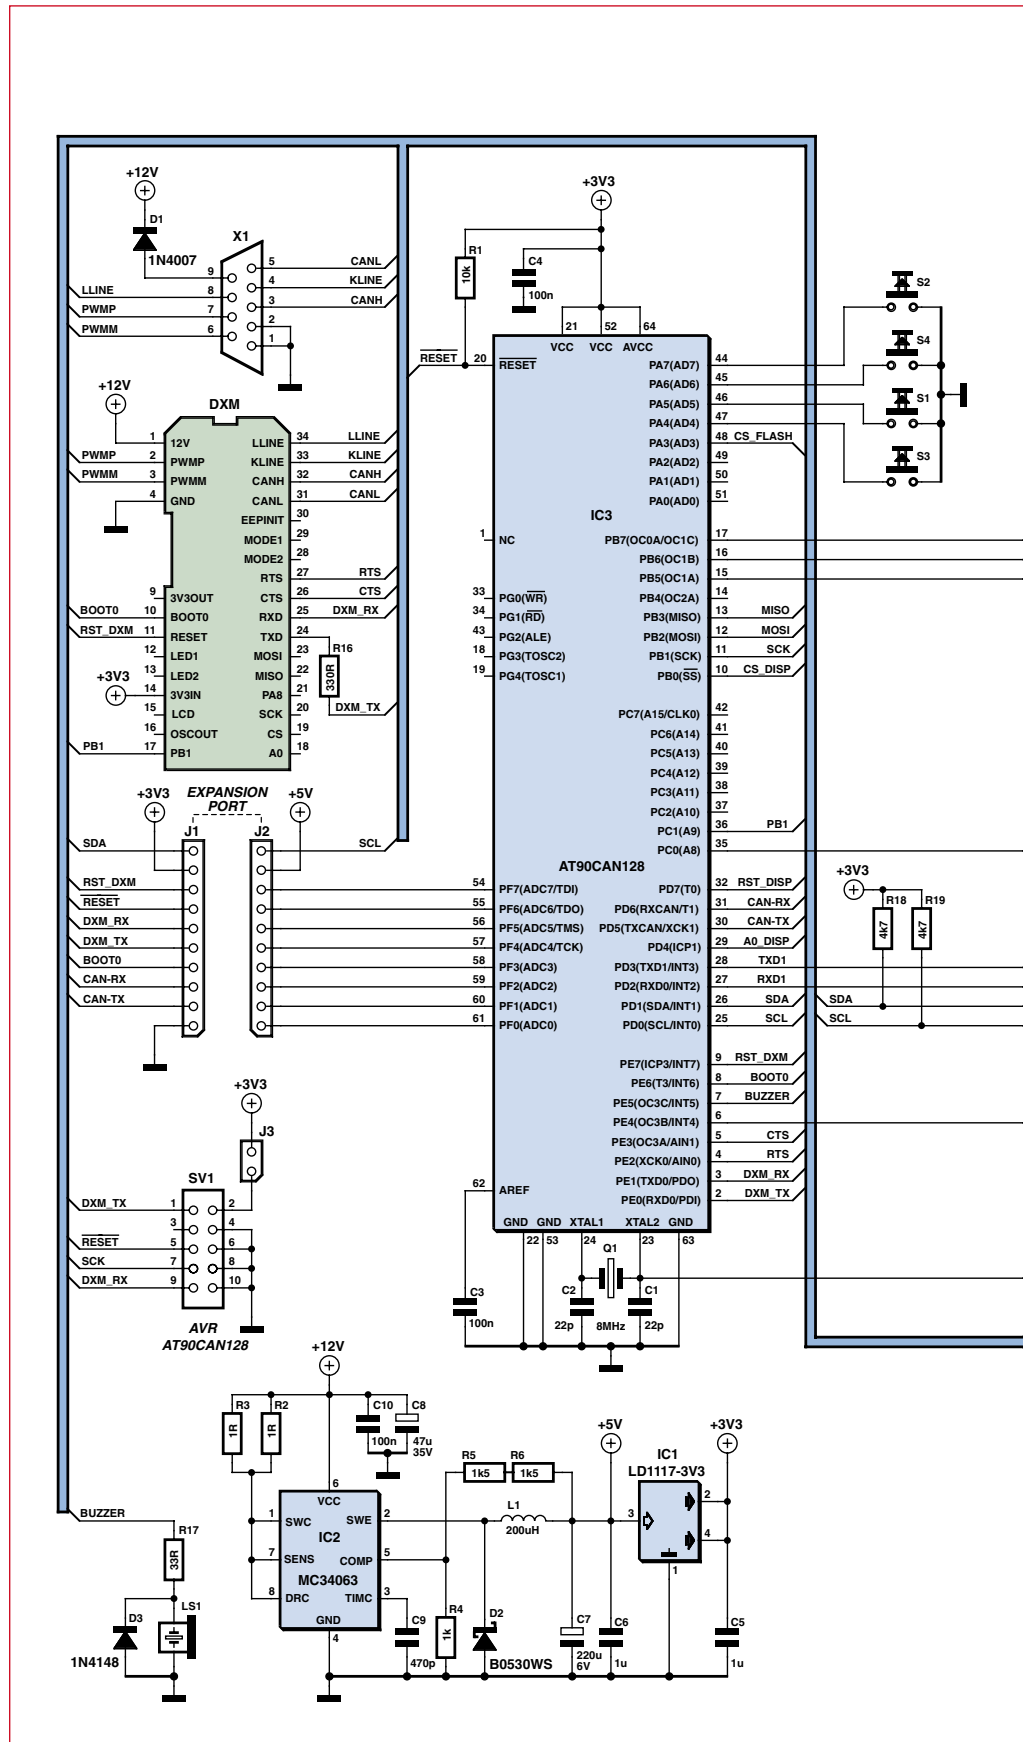 +12V
D1
1N4007
X1
9
8
7
6
5
4
3
2
1
LLINE
PWMP
PWMM
CANL
KLINE
CANH
+12V
DXM
1 12V
2 PWMP
3 PWMM
4 GND
PWMP
PWMM
LLINE 34 LLINE
KLINE 33 KLINE
CANH 32 CANH
CANL 31 CANL
EEPINIT 30
MODE1 29
MODE2 28
RTS 27 RTS
CTS 26 CTS
RXD 25 DXM_RX
TXD 24
MOSI 23
MISO 22
PA8 21
SCK 20
CS 19
A0 18
R16
330R
DXM_TX
9 3V3OUT
BOOT0 10 BOOT0
RST_DXM 11 RESET
12 LED1
13 LED2
+3V3 14 3V3IN
15 LCD
16 OSCOUT
PB1 17 PB1
+3V3
EXPANSION
PORT
+5V
J1
J2
SDA
SCL
RST_DXM
RESET
DXM_RX
DXM_TX
BOOT0
CAN-RX
CAN-TX
+3V3
J3
SV1
DXM_TX 1 2
3 4
RESET 5 6
SCK 7 8
DXM_RX 9 10
AVR
AT90CAN128
+3V3
R1
10k
C4
100n
21 52 64
VCC VCC AVCC
RESET 20 RESET
IC3
AT90CAN128
1 NC
33 PG0(WR)
34 PG1(RD)
43 PG2(ALE)
18 PG3(TOSC2)
19 PG4(TOSC1)
54 PF7(ADC7/TDI)
55 PF6(ADC6/TDO)
56 PF5(ADC5/TMS)
57 PF4(ADC4/TCK)
58 PF3(ADC3)
59 PF2(ADC2)
60 PF1(ADC1)
61 PF0(ADC0)
62 AREF
PA7(AD7) 44
PA6(AD6) 45
PA5(AD5) 46
PA4(AD4) 47
PA3(AD3) 48 CS_FLASH
PA2(AD2) 49
PA1(AD1) 50
PA0(AD0) 51
PB7(OC0A/OC1C) 17
PB6(OC1B) 16
PB5(OC1A) 15
PB4(OC2A) 14
PB3(MISO) 13 MISO
PB2(MOSI) 12 MOSI
PB1(SCK) 11 SCK
PB0(SS) 10 CS_DISP
PC7(A15/CLK0) 42
PC6(A14) 41
PC5(A13) 40
PC4(A12) 39
PC3(A11) 38
PC2(A10) 37
PC1(A9) 36 PB1
PC0(A8) 35
PD7(T0) 32 RST_DISP
PD6(RXCAN/T1) 31 CAN-RX
PD5(TXCAN/XCK1) 30 CAN-TX
PD4(ICP1) 29 A0_DISP
PD3(TXD1/INT3) 28 TXD1
PD2(RXD0/INT2) 27 RXD1
PD1(SDA/INT1) 26 SDA
PD0(SCL/INT0) 25 SCL
PE7(ICP3/INT7) 9 RST_DXM
PE6(T3/INT6) 8 BOOT0
PE5(OC3C/INT5) 7 BUZZER
PE4(OC3B/INT4) 6
PE3(OC3A/AIN1) 5 CTS
PE2(XCK0/AIN0) 4 RTS
PE1(TXD0/PDO) 3 DXM_RX
PE0(RXD0/PDI) 2 DXM_TX
GND GND XTAL1 XTAL2 GND
22 53 24 23 63
Q1
8MHz
C3
100n
C2
22p
C1
22p
S2
S4
S1
S3
+3V3
R18
4k7
R19
4k7
SDA
SCL
+12V
R3
1R
R2
1R
C10
100n
C8
47u
35V
6
VCC
1 SWC
IC2
SWE 2
7 SENS
COMP 5
MC34063
8 DRC
TIMC 3
GND
4
R5
1k5
R6
1k5
L1
200uH
+5V
+3V3
IC1
LD1117-3V3
3
2
4
1
C9
470p
R4
1k
D2
B0530WS
C7
220u
6V
C6
1u
C5
1u
BUZZER
R17
33R
LS1
D3
1N4148